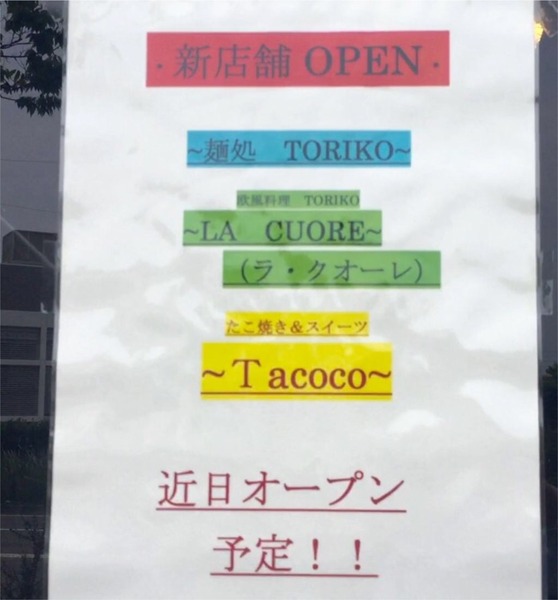 ・新店舗 OPEN・
~麺処　TORIKO~
欧風料理　TORIKO
~LA　CUORE~
（ラ・クオーレ）
たこ焼き＆スイーツ
~Ｔacoco~
近日オープン
予定！！